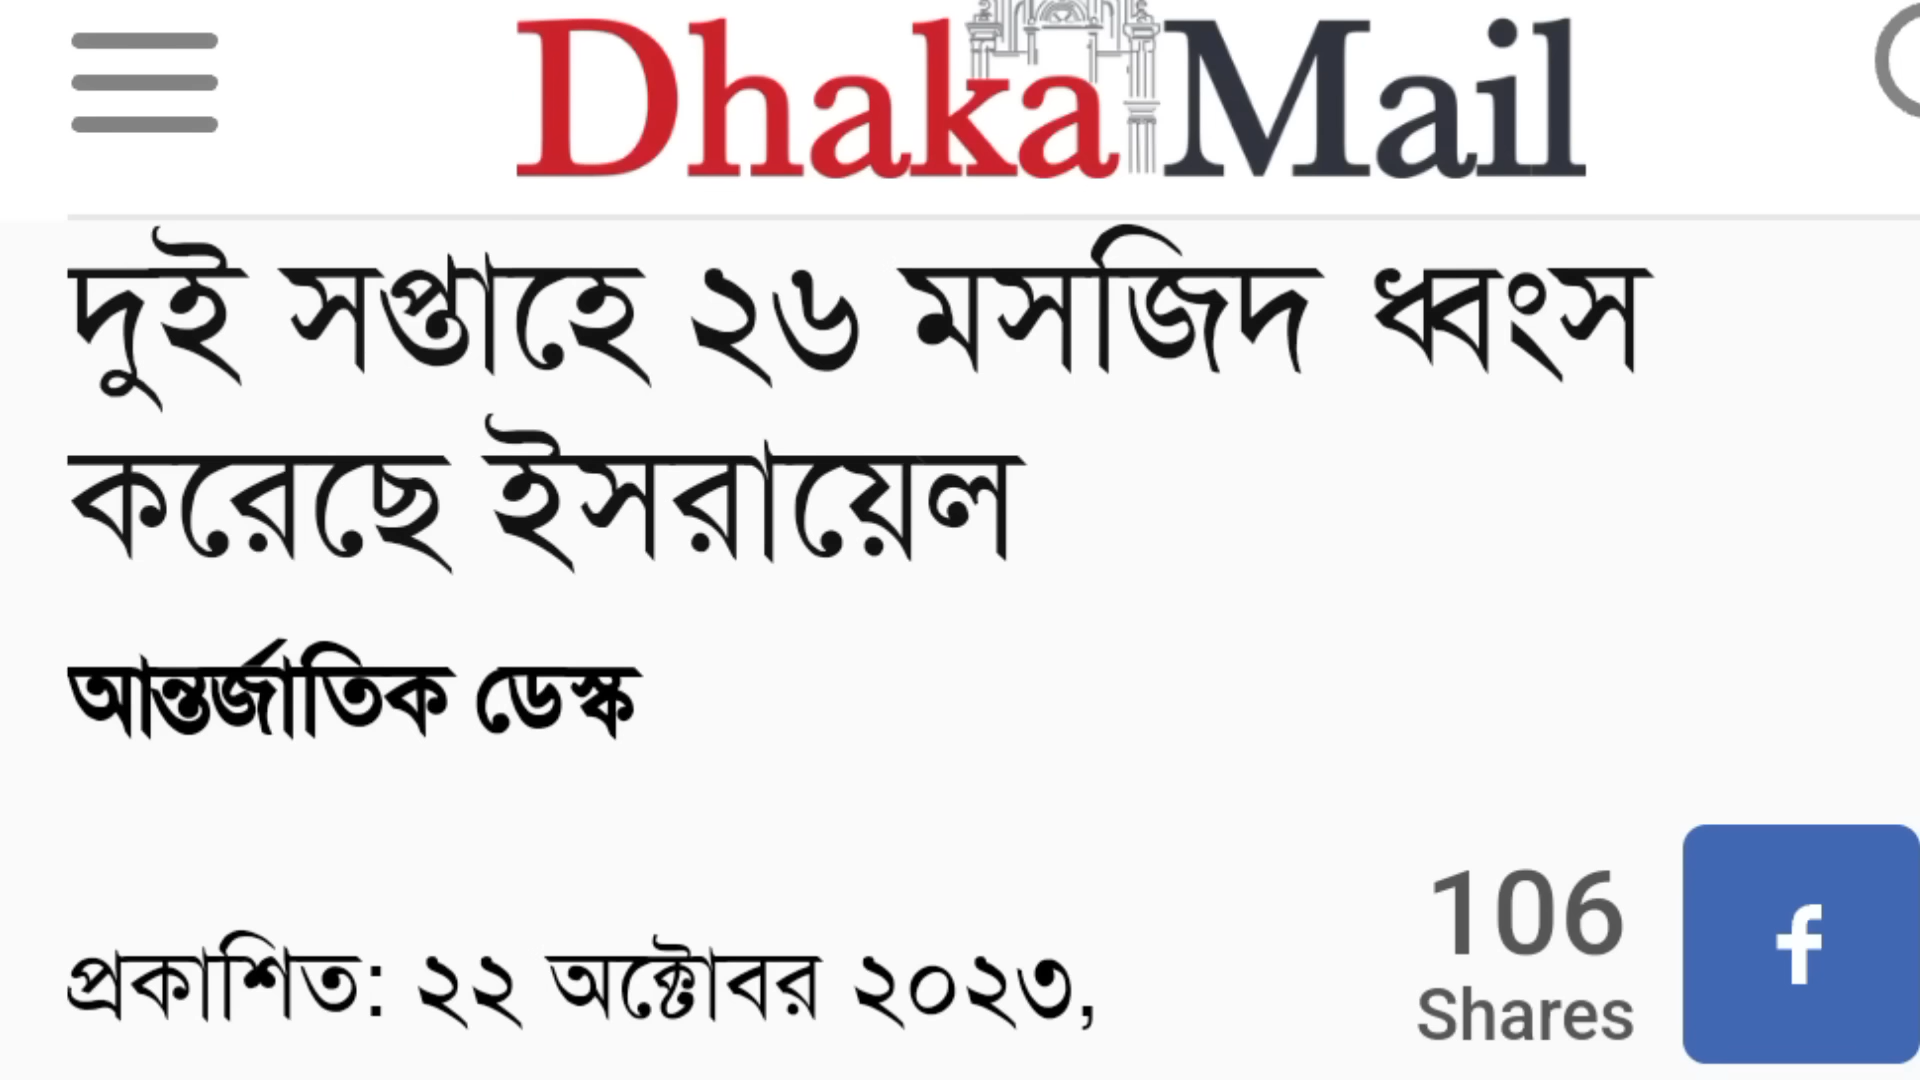 Dhaka Mail
দুই সপ্তাহে ২৬ মসজিদ ধ্বংস
করেছে ইসরায়েল
আন্তর্জাতিক ডেস্ক
প্রকাশিত: ২২ অক্টোবর ২০২৩,
106
Shares
f